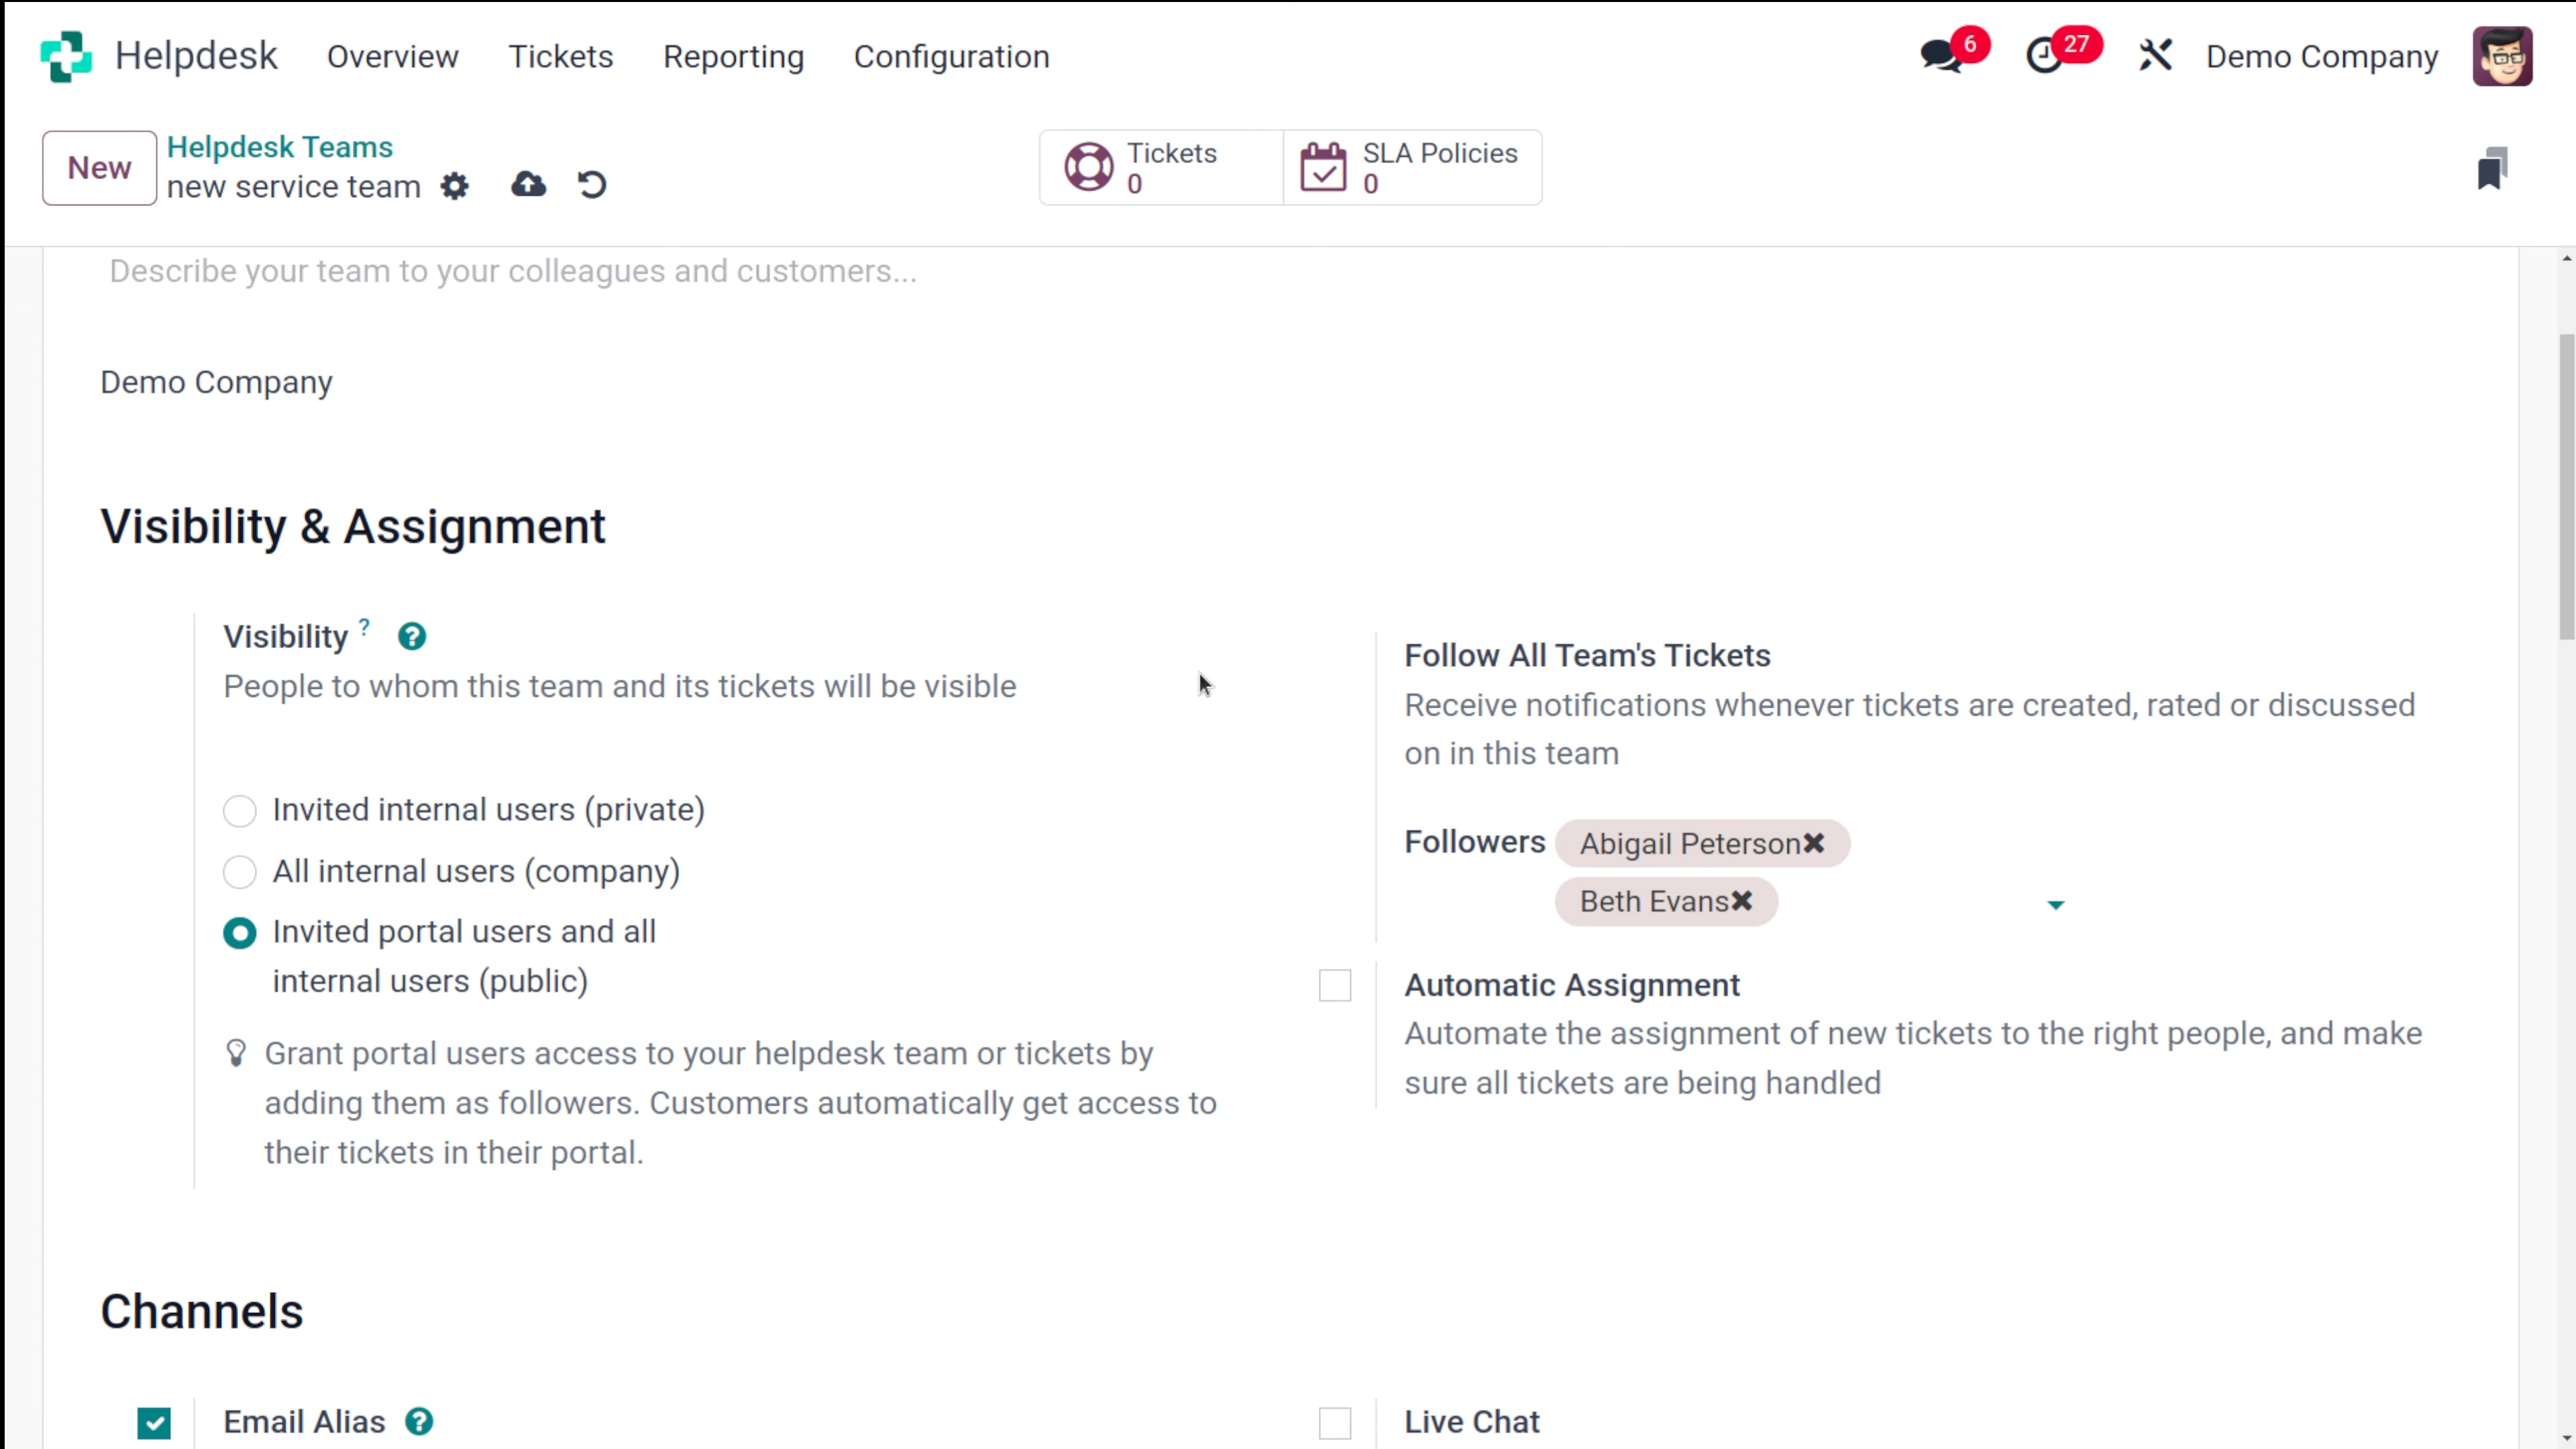 Helpdesk Overview Tickets Reporting Configuration 6 27 Demo Company
New
Helpdesk Teams
new service team
Tickets
0
SLA Policies
0
Describe your team to your colleagues and customers...
Demo Company
Visibility & Assignment
Visibility ? ?
People to whom this team and its tickets will be visible
Invited internal users (private)
All internal users (company)
Invited portal users and all
internal users (public)
Grant portal users access to your helpdesk team or tickets by
adding them as followers. Customers automatically get access to
their tickets in their portal.
Follow All Team's Tickets
Receive notifications whenever tickets are created, rated or discussed
on in this team
Followers Abigail Peterson
Beth Evans
Automatic Assignment
Automate the assignment of new tickets to the right people, and make
sure all tickets are being handled
Channels
Email Alias ?
Live Chat